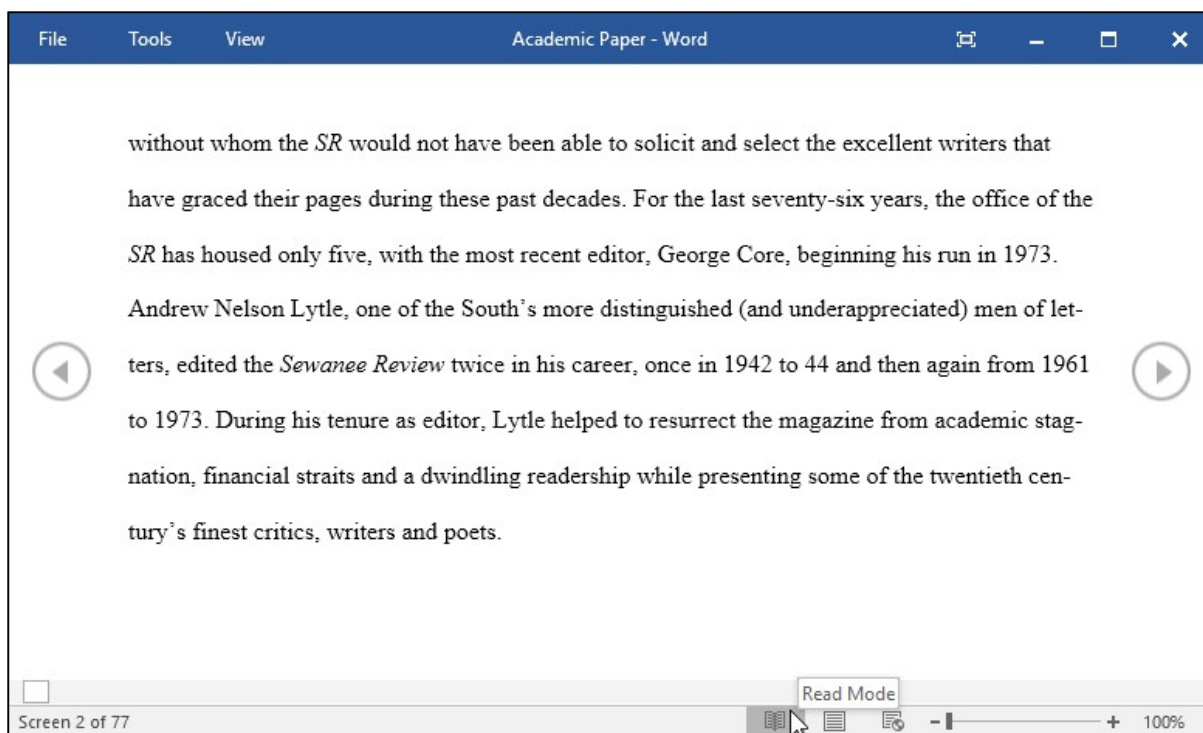 File Tools View Academic Paper - Word
without whom the SR would not have been able to solicit and select the excellent writers that
have graced their pages during these past decades. For the last seventy-six years, the office of the
SR has housed only five, with the most recent editor, George Core, beginning his run in 1973.
Andrew Nelson Lytle, one of the South’s more distinguished (and underappreciated) men of let-
ters, edited the Sewanee Review twice in his career, once in 1942 to 44 and then again from 1961
to 1973. During his tenure as editor, Lytle helped to resurrect the magazine from academic stag-
nation, financial straits and a dwindling readership while presenting some of the twentieth cen-
tury’s finest critics, writers and poets.
Read Mode
Screen 2 of 77 100%